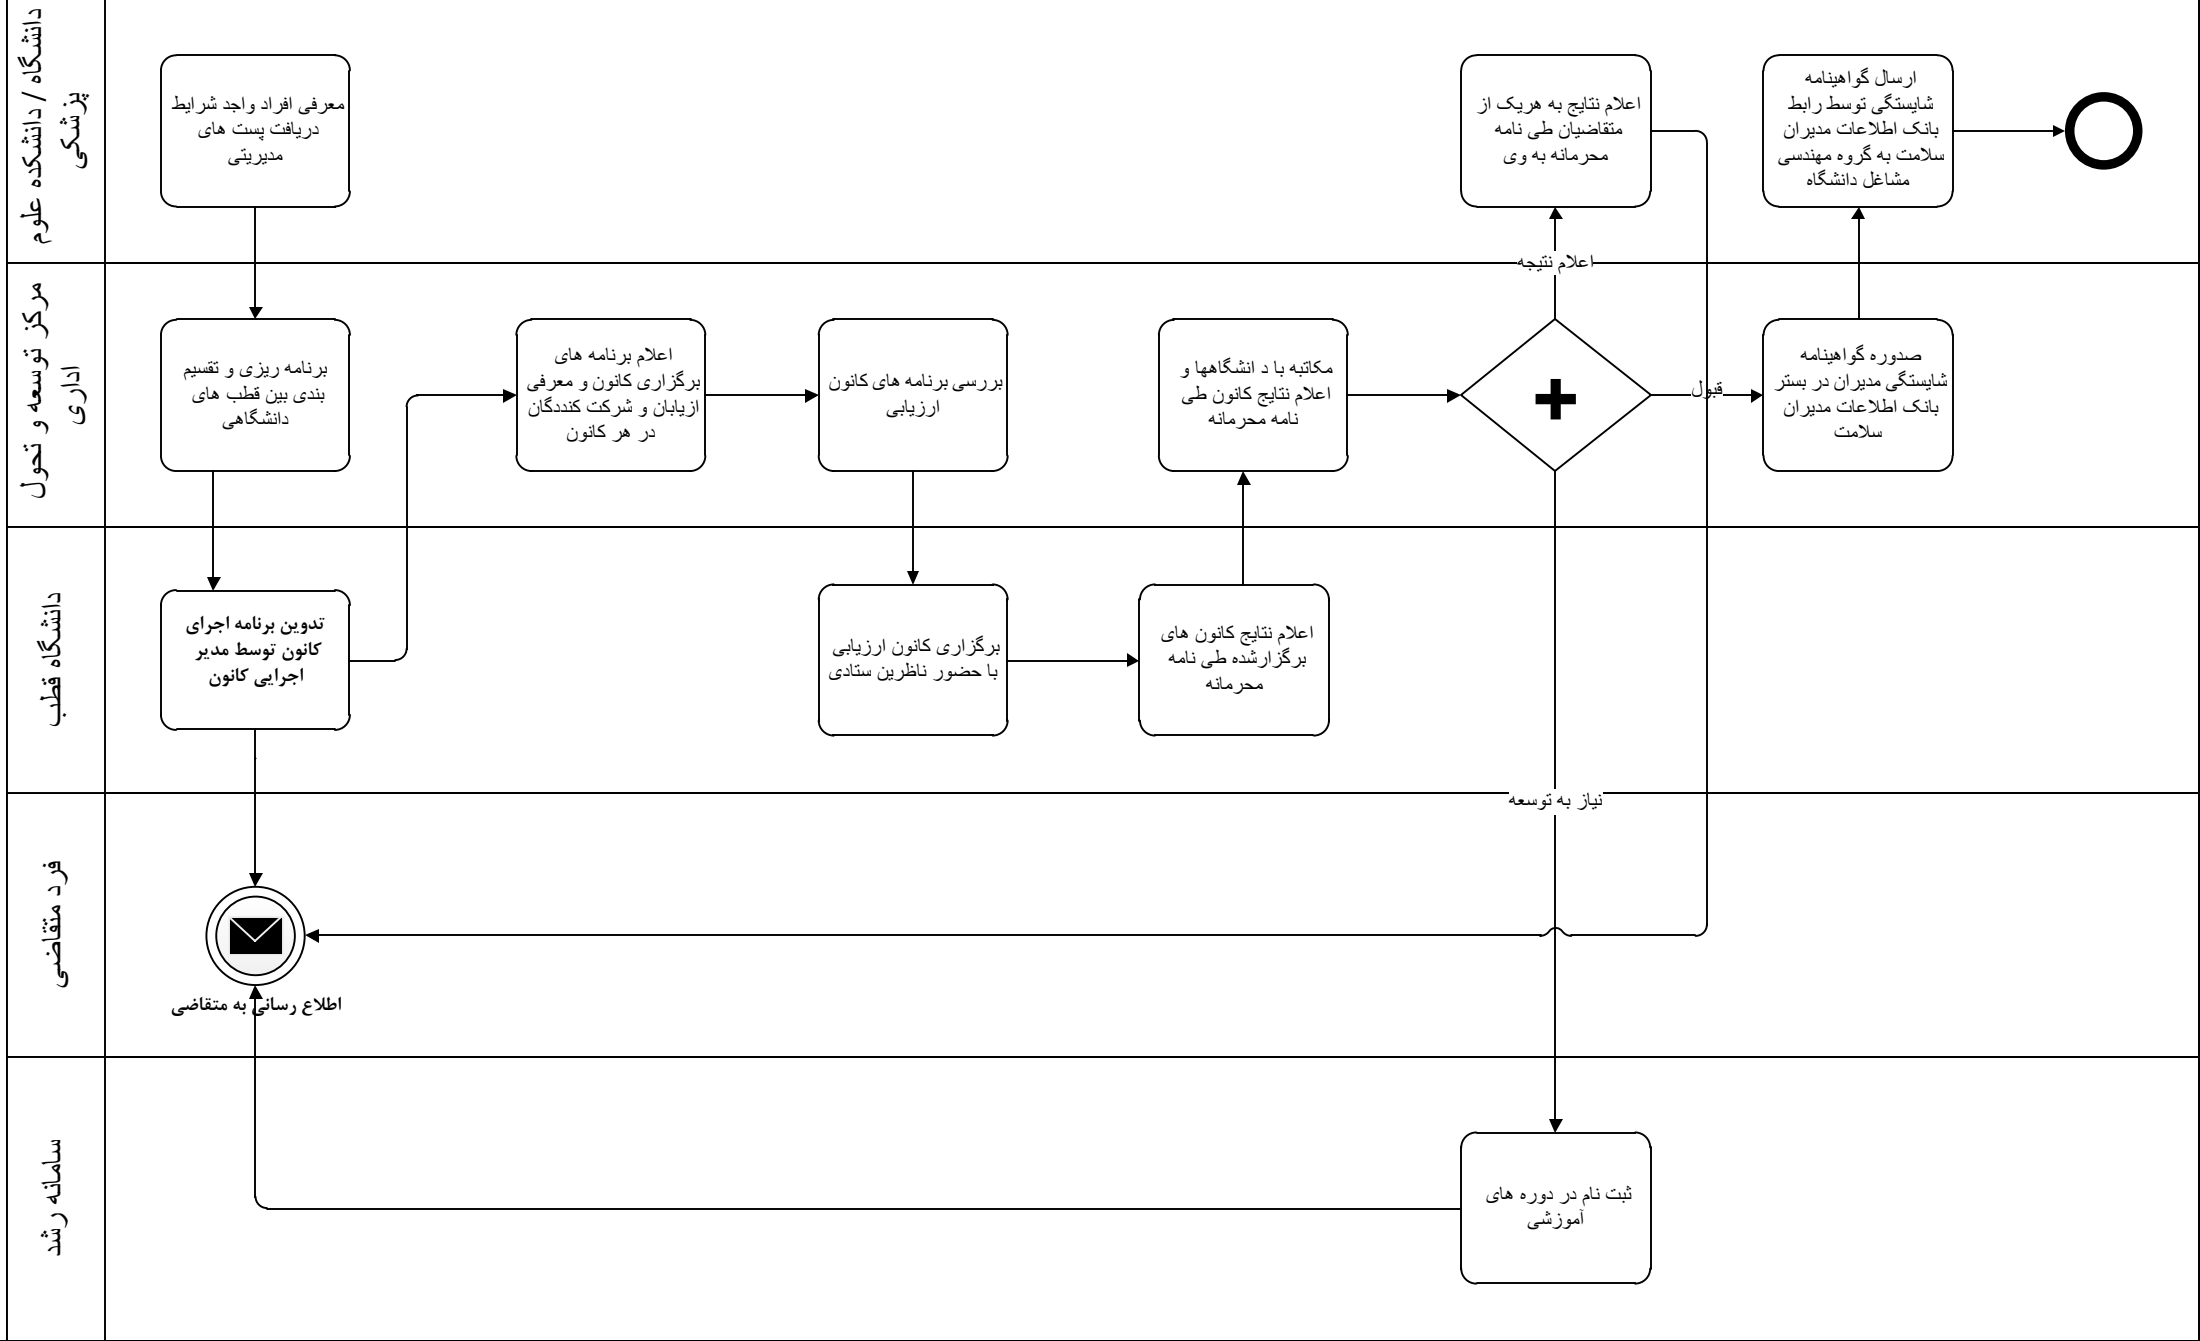 دانشگاه / دانشکده علوم
پزشکی
معرفی افراد واجد شرایط
دریافت پست های
مدیریتی
اعلام نتایج به هریک از
متقاضیان طی نامه
محرمانه به وی
ارسال گواهینامه
شایستگی توسط رابط
بانک اطلاعات مدیران
سلامت به گروه مهندسی
مشاغل دانشگاه
اعلام نتیجه
مرکز توسعه و تحول
اداری
برنامه ریزی و تقسیم
بندی بین قطب های
دانشگاهی
اعلام برنامه های
برگزاری کانون و معرفی
ازیابان و شرکت کنددگان
در هر کانون
بررسی برنامه های کانون
ارزیابی
مکاتبه با د انشگاهها و
اعلام نتایج کانون طی
نامه محرمانه
قبول
صدوره گواهینامه
شایستگی مدیران در بستر
بانک اطلاعات مدیران
سلامت
دانشگاه قطب
تدوین برنامه اجرای
کانون توسط مدیر
اجرایی کانون
برگزاری کانون ارزیابی
با حضور ناظرین ستادی
اعلام نتایج کانون های
برگزارشده طی نامه
محرمانه
نیاز به توسعه
فرد متقاضی
اطلاع رسانی به متقاضی
سامانه رشد
ثبت نام در دوره های
آموزشی